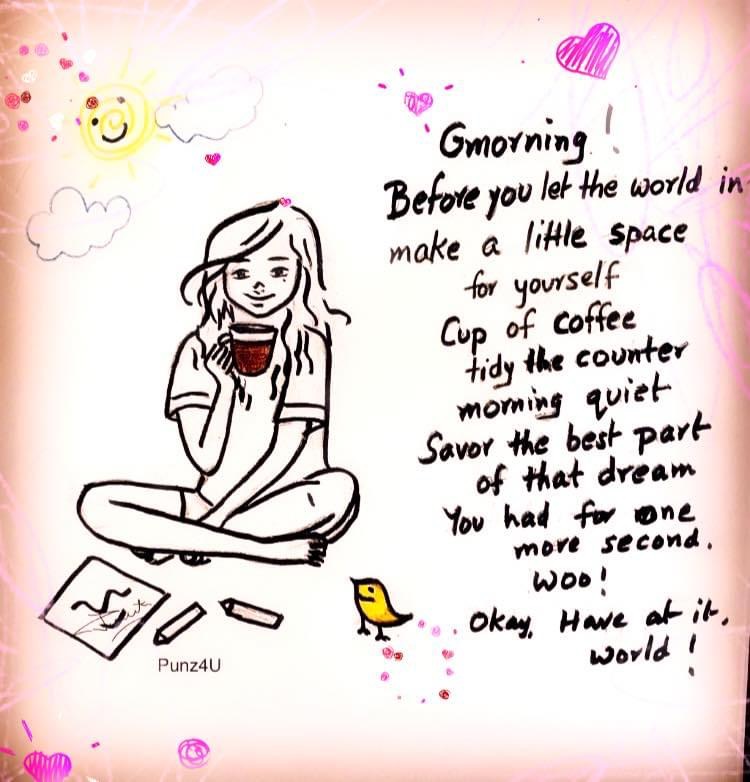 Gmorning !
Before you let the world in
make a little space
for yourself
Cup of coffee
tidy the counter
morning quiet
Savor the best part
of that dream
You had for one
more second.
Woo!
Okay, Have at it,
world !
Punz4U